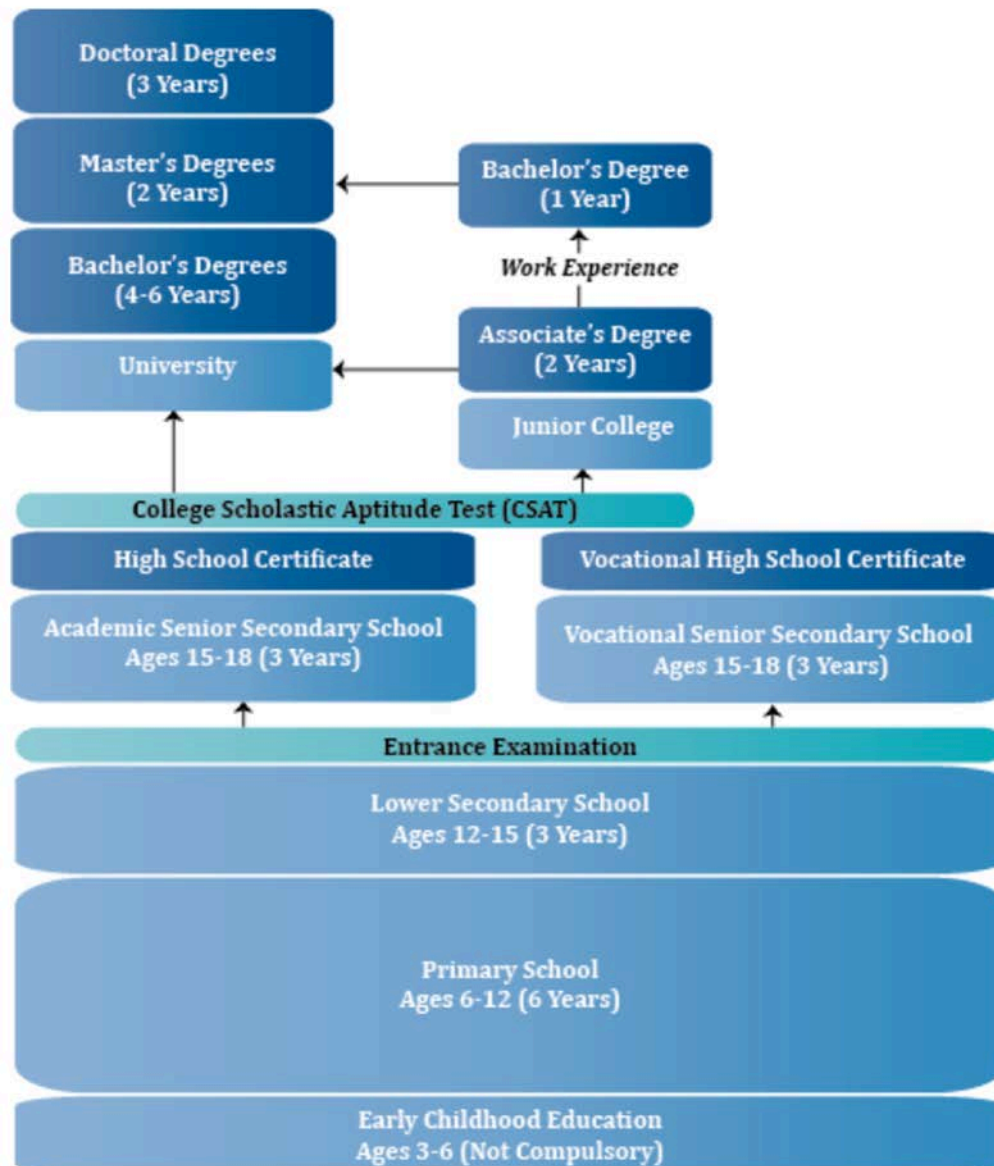 Doctoral Degrees
(3 Years)
Master's Degrees
(2 Years)
Bachelor's Degree
(1 Year)
Bachelor's Degrees
(4-6 Years)
Work Experience
Associate's Degree
(2 Years)
University
Junior College
College Scholastic Aptitude Test (CSAT)
High School Certificate
Vocational High School Certificate
Academic Senior Secondary School
Ages 15-18 (3 Years)
Vocational Senior Secondary School
Ages 15-18 (3 Years)
Entrance Examination
Lower Secondary School
Ages 12-15 (3 Years)
Primary School
Ages 6-12 (6 Years)
Early Childhood Education
Ages 3-6 (Not Compulsory)